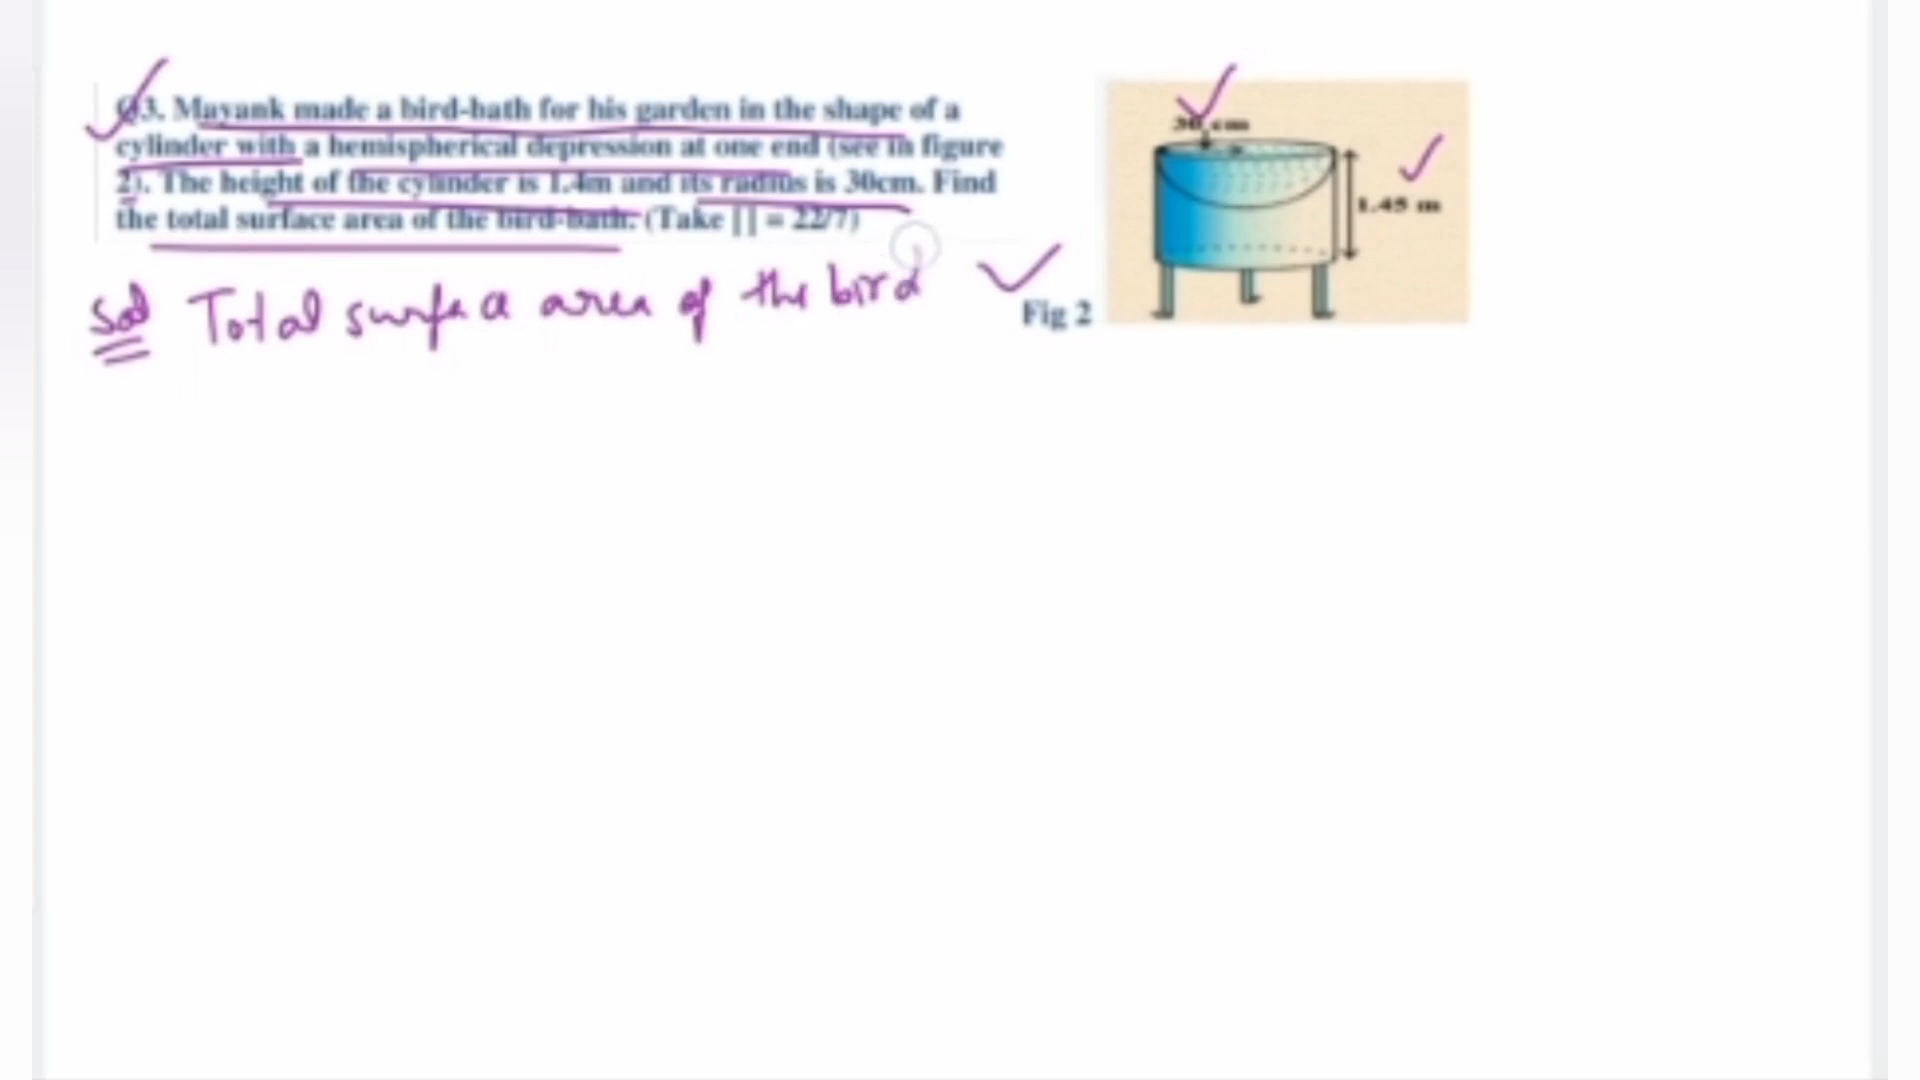 Q3. Mayank made a bird-bath for his garden in the shape of a
cylinder with a hemispherical depression at one end (see in figure
2). The height of the cylinder is 1.4m and its radius is 30cm. Find
the total surface area of the bird-bath. (Take ∏ = 22/7)
30 cm
1.45 m
Fig 2
Sol Total surface area of the bird